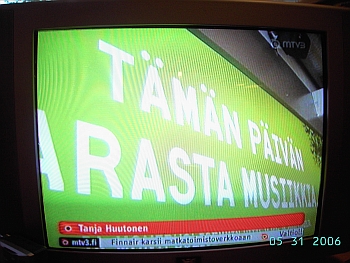 mtv3
TÄMÄN PÄIVÄN
ARASTA MUSIIKKIA
Tanja Huutonen
mtv3.fi Finnair karsii matkatoimistoverkkoaan
05 31 2006